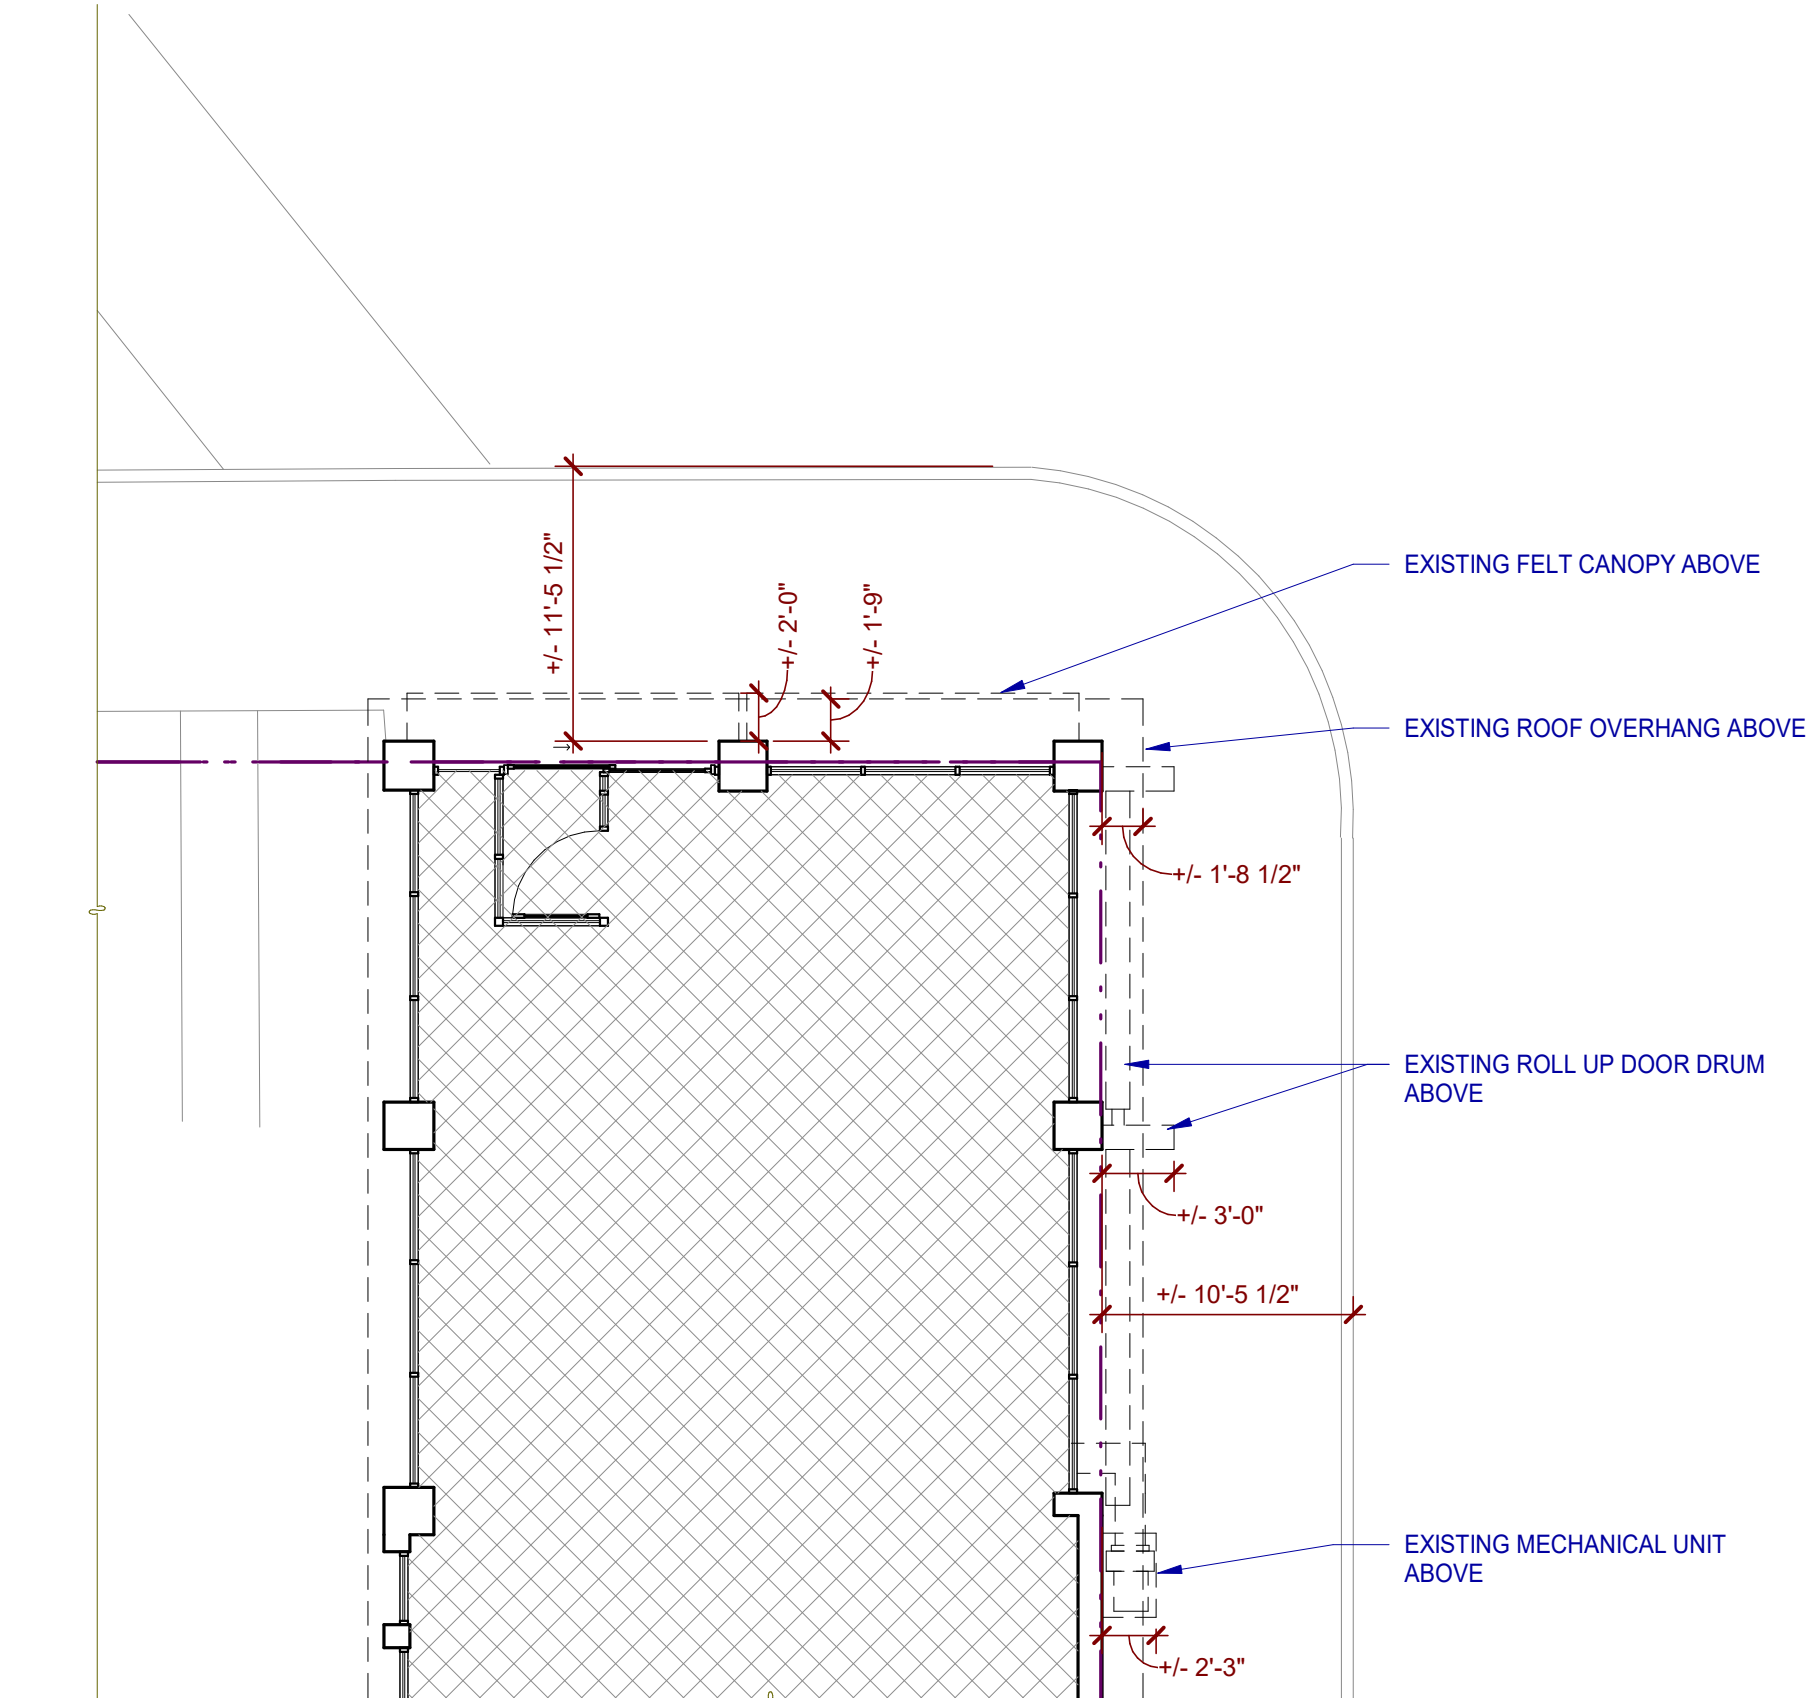 +/- 11'-5 1/2"
+/- 2'-0"
+/- 1'-9"
EXISTING FELT CANOPY ABOVE
EXISTING ROOF OVERHANG ABOVE
+/- 1'-8 1/2"
EXISTING ROLL UP DOOR DRUM
ABOVE
+/- 3'-0"
+/- 10'-5 1/2"
EXISTING MECHANICAL UNIT
ABOVE
+/- 2'-3"